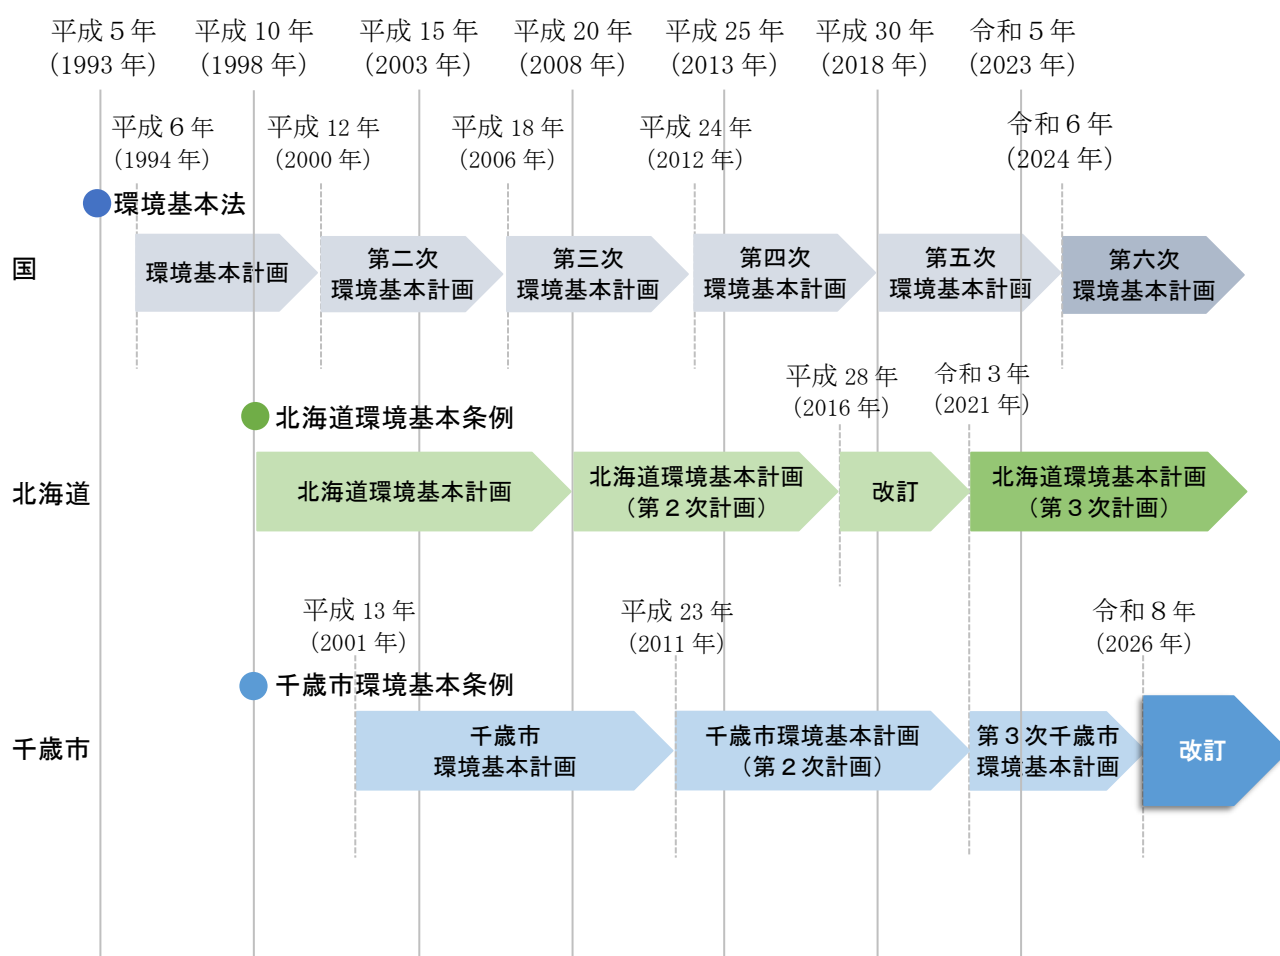 平成５年 平成 10 年 平成 15 年 平成 20 年 平成 25 年 平成 30 年 令和５年
（1993 年） （1998 年） （2003 年） （2008 年） （2013 年） （2018 年） （2023 年）
平成６年 平成 12 年 平成 18 年 平成 24 年 令和６年
（1994 年） （2000 年） （2006 年） （2012 年） （2024 年）
環境基本法
国
環境基本計画
第二次
環境基本計画
第三次
環境基本計画
第四次
環境基本計画
第五次
環境基本計画
第六次
環境基本計画
平成 28 年 令和３年
（2016 年） （2021 年）
北海道環境基本条例
北海道
北海道環境基本計画
北海道環境基本計画
（第２次計画）
改訂
北海道環境基本計画
（第３次計画）
平成 13 年 平成 23 年 令和８年
（2001 年） （2011 年） （2026 年）
千歳市環境基本条例
千歳市
千歳市
環境基本計画
千歳市環境基本計画
（第２次計画）
第３次千歳市
環境基本計画
改訂